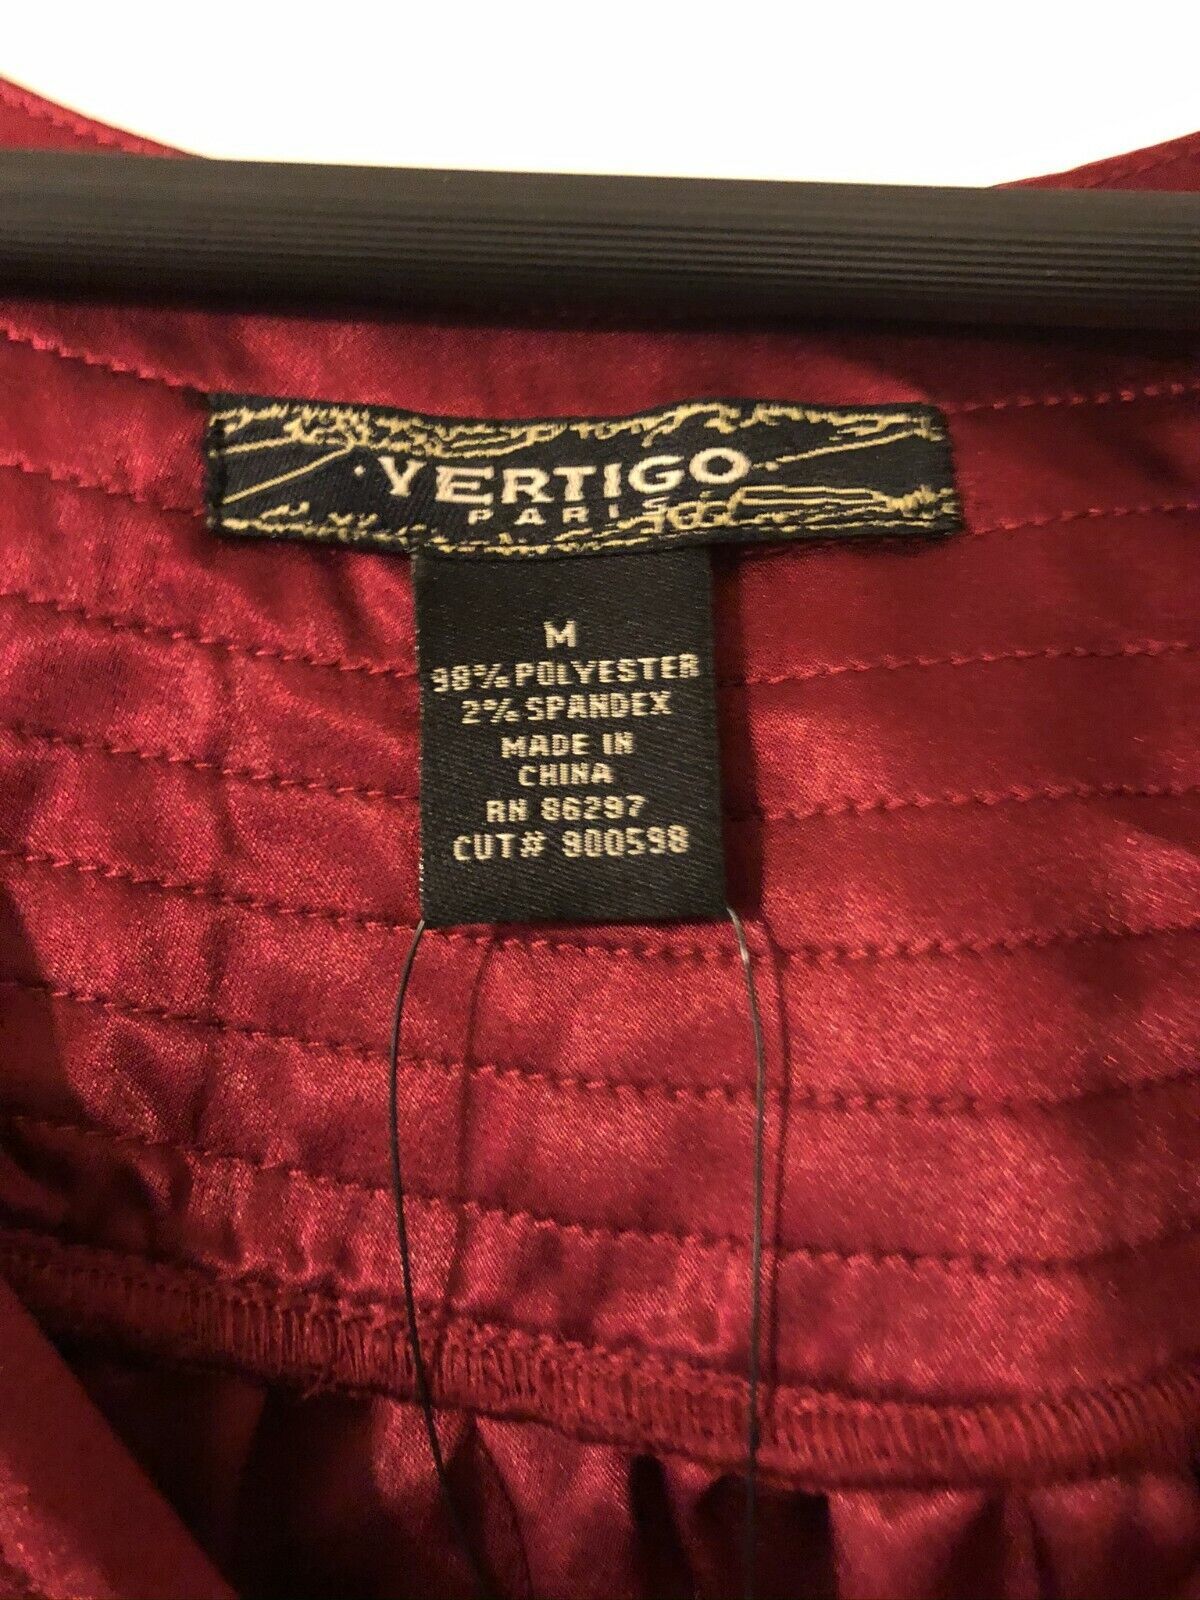 VERTIGO
PARIS
M
98% POLYESTER
2% SPANDEX
MADE IN
CHINA
RN 86297
CUT# 900598